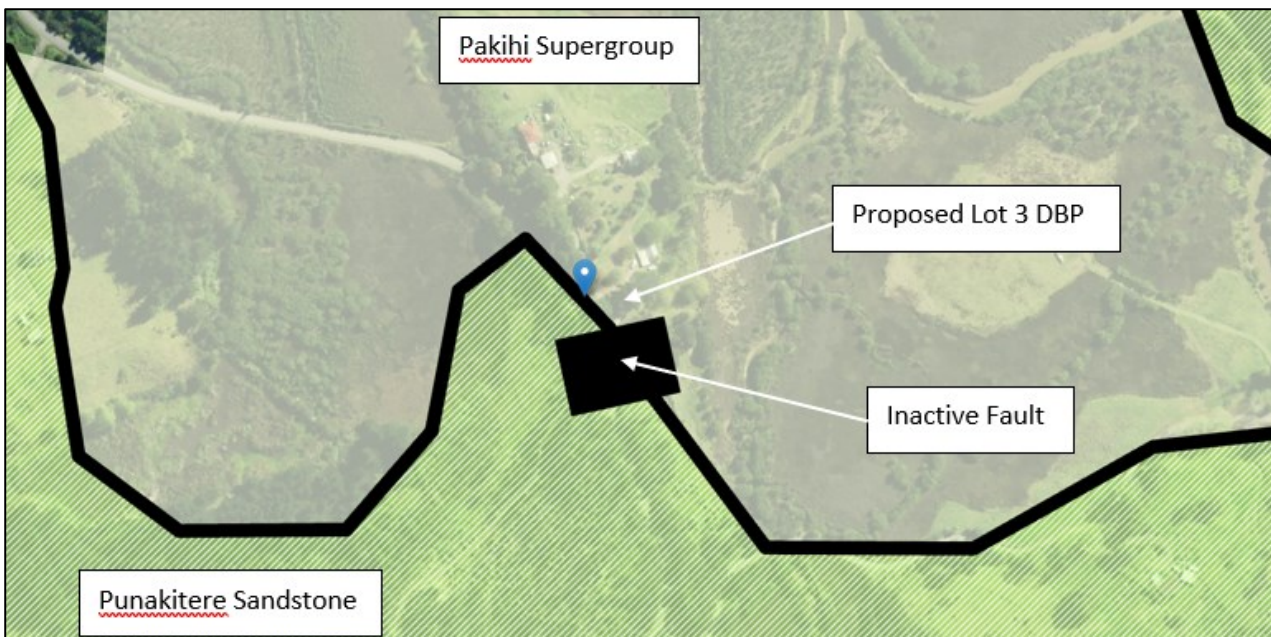 Pakihi Supergroup
Proposed Lot 3 DBP
Inactive Fault
Punakitere Sandstone